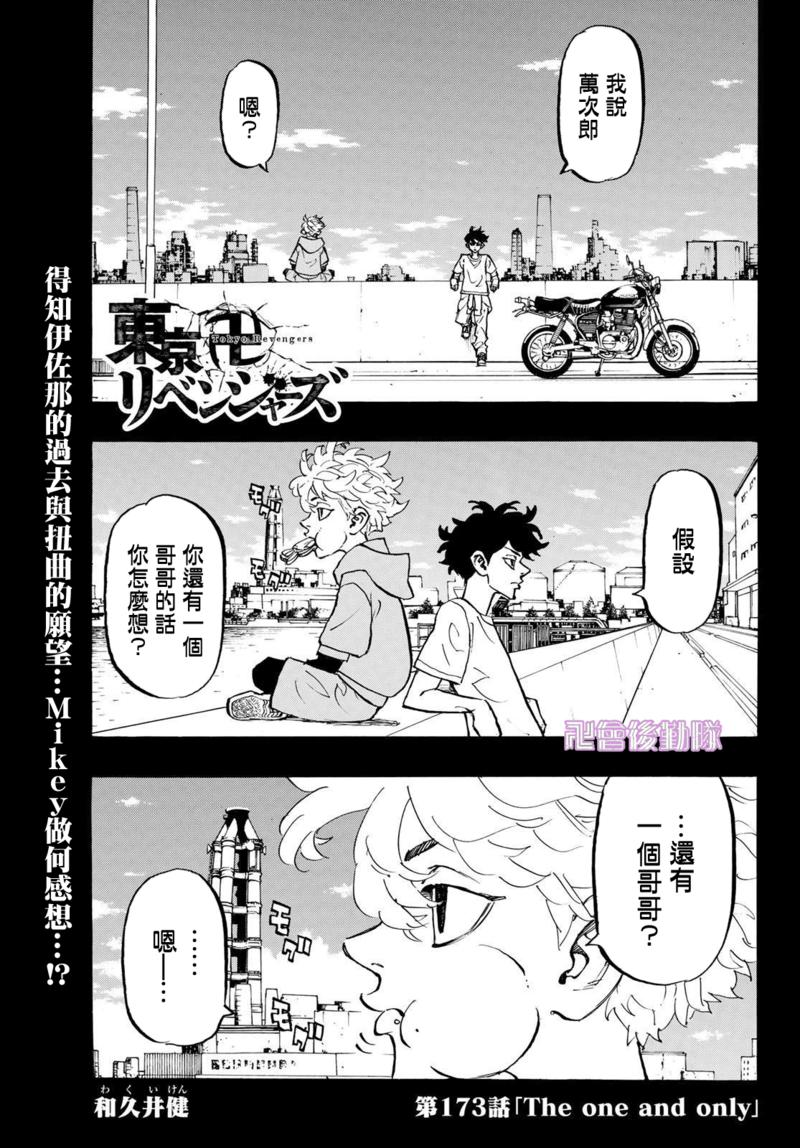 我說
萬次郎
嗯？
東京卍
Tokyo Revengers
リベンジャーズ
得知伊佐那的過去與扭曲的願望…Mikey做何感想…!?
假設
你還有一個
哥哥的話
你怎麼想？
モグ
モグ
卍會後勤隊
…還有
一個哥哥？
……
嗯—…
モグ
モグ
わくいけん
和久井健
第173話「The one and only」